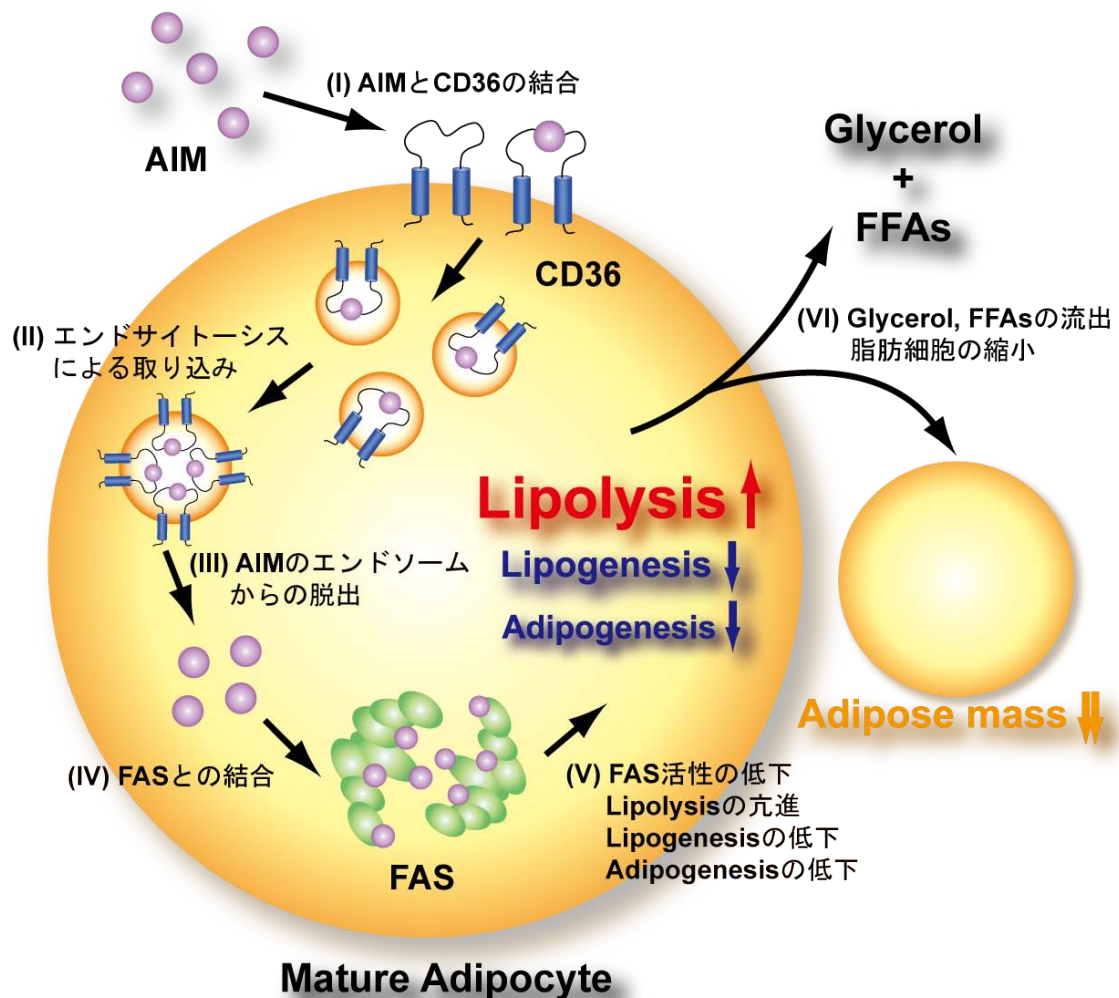 (I) AIMとCD36の結合
AIM
CD36
Glycerol
+
FFAs
(II) エンドサイトーシス
による取り込み
(VI) Glycerol, FFAsの流出
脂肪細胞の縮小
Lipolysis ↑
Lipogenesis ↓
Adipogenesis ↓
(III) AIMのエンドソーム
からの脱出
Adipose mass ⇓
(IV) FASとの結合
FAS
(V) FAS活性の低下
Lipolysisの亢進
Lipogenesisの低下
Adipogenesisの低下
Mature Adipocyte